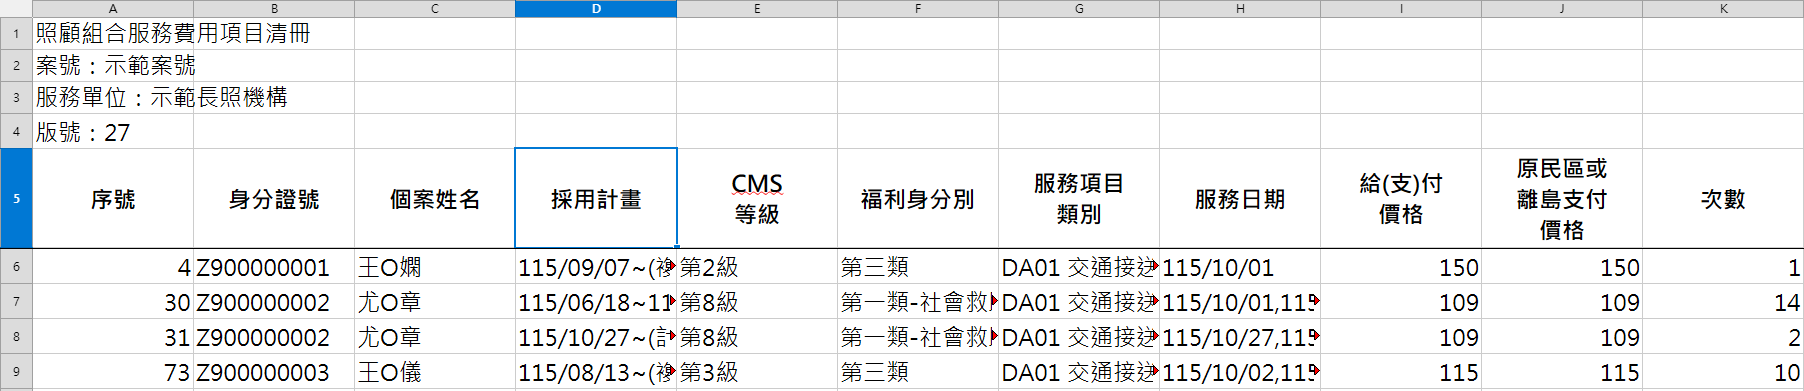 A B C D E F G H I J K
1 照顧組合服務費用項目清冊
2 案號：示範案號
3 服務單位：示範長照機構
4 版號：27
5 序號 身分證號 個案姓名 採用計畫 CMS 等級 福利身分別 服務項目 類別 服務日期 給(支)付 價格 原民區或 離島支付 價格 次數
6 4 Z900000001 王O嫻 115/09/07~( 第2級 第三類 DA01 交通接送 115/10/01 150 150 1
7 30 Z900000002 尤O章 115/06/18~11 第8級 第一類-社會救 DA01 交通接送 115/10/01,115 109 109 14
8 31 Z900000002 尤O章 115/10/27~( 第8級 第一類-社會救 DA01 交通接送 115/10/27,115 109 109 2
9 73 Z900000003 王O儀 115/08/13~( 第3級 第三類 DA01 交通接送 115/10/02,115 115 115 10